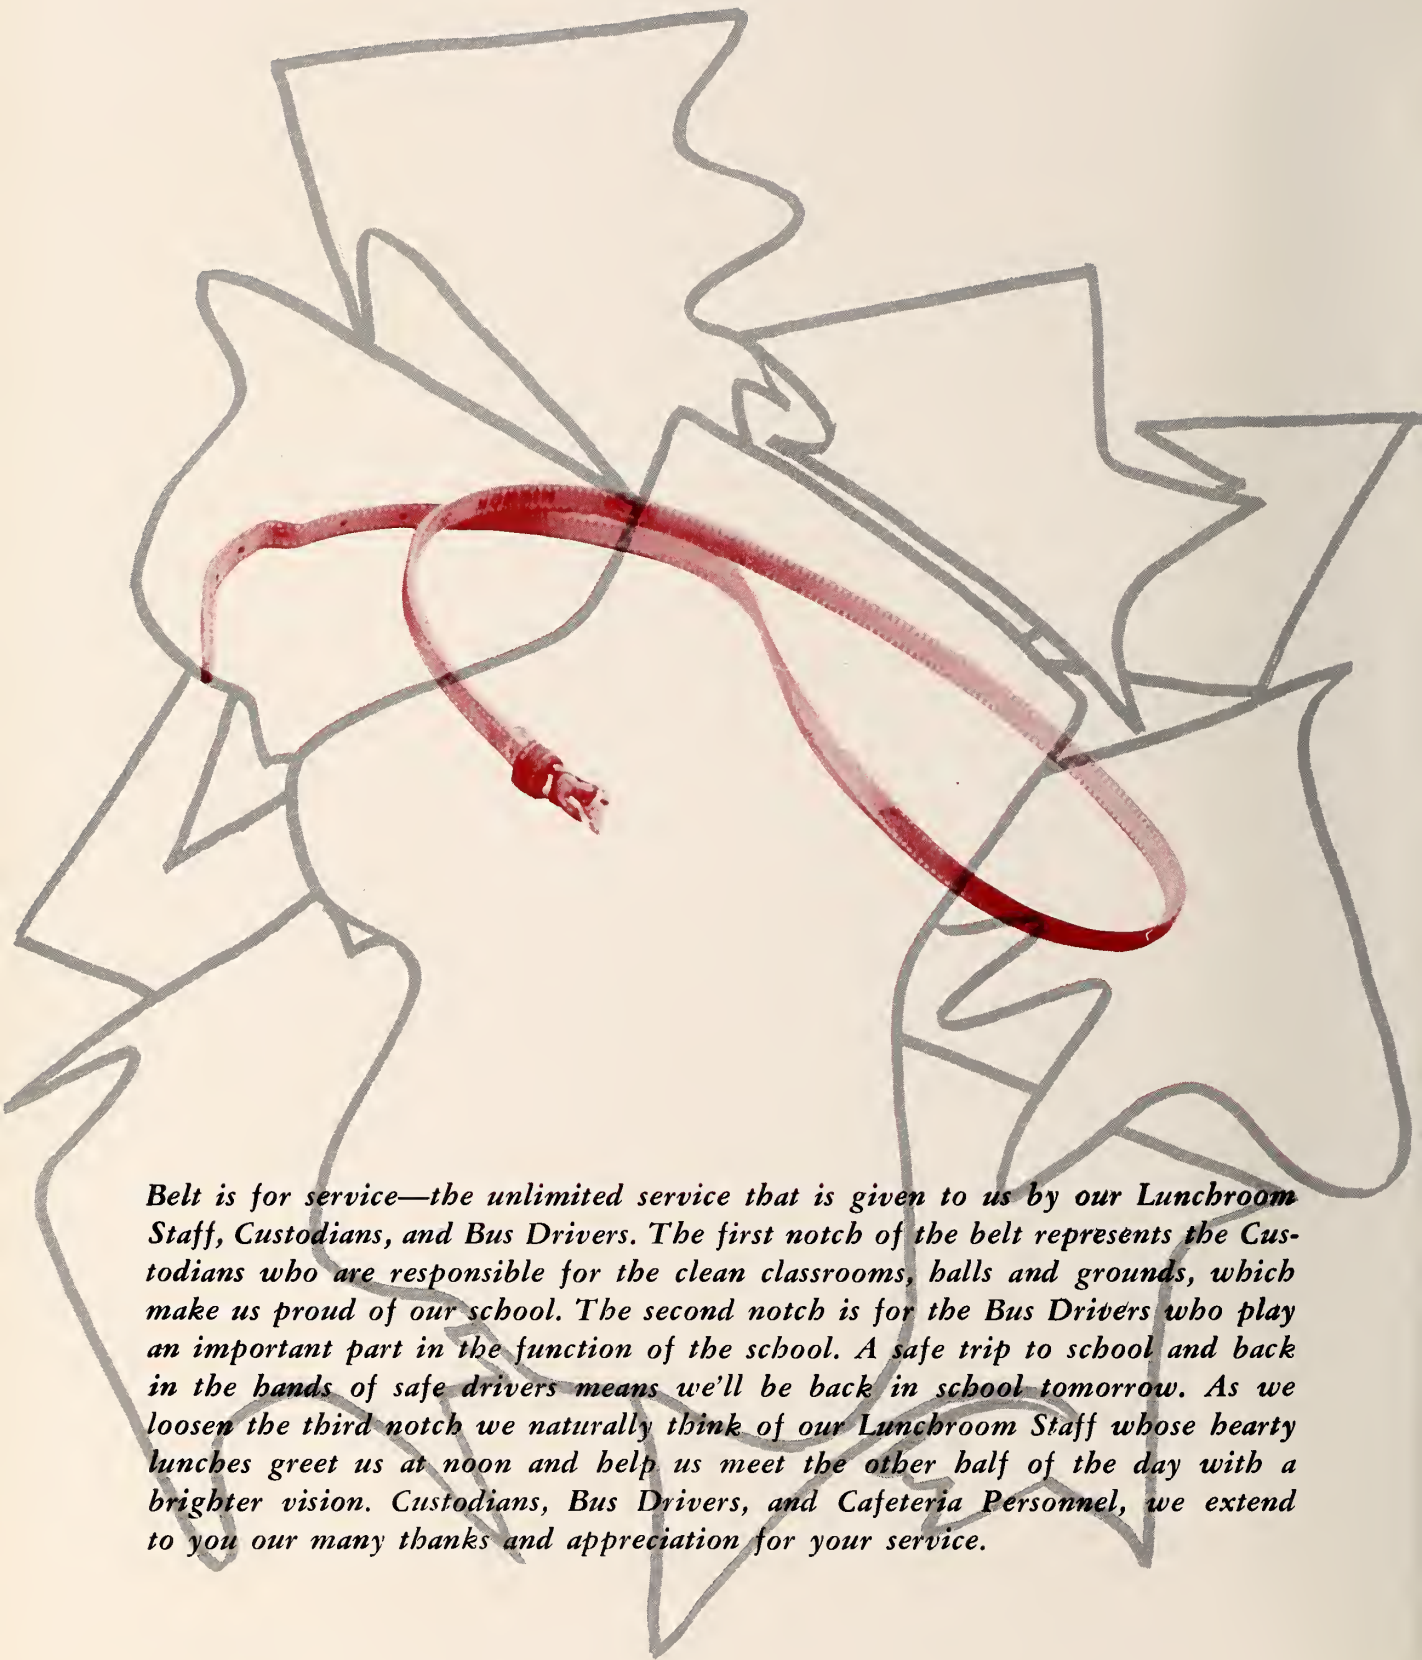 Belt is for service—the unlimited service that is given to us by our Lunchroom
Staff, Custodians, and Bus Drivers. The first notch of the belt represents the Cus-
todians who are responsible for the clean classrooms, halls and grounds, which
make us proud of our school. The second notch is for the Bus Drivers who play
an important part in the function of the school. A safe trip to school and back
in the hands of safe drivers means we'll be back in school tomorrow. As we
loosen the third notch we naturally think of our Lunchroom Staff whose hearty
lunches greet us at noon and help us meet the other half of the day with a
brighter vision. Custodians, Bus Drivers, and Cafeteria Personnel, we extend
to you our many thanks and appreciation for your service.